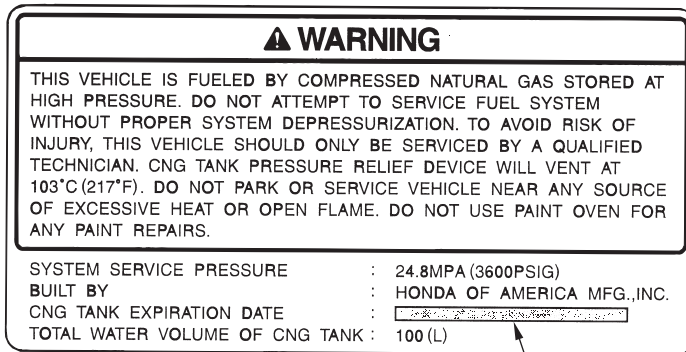 ⚠ WARNING
THIS VEHICLE IS FUELED BY COMPRESSED NATURAL GAS STORED AT
HIGH PRESSURE. DO NOT ATTEMPT TO SERVICE FUEL SYSTEM
WITHOUT PROPER SYSTEM DEPRESSURIZATION. TO AVOID RISK OF
INJURY, THIS VEHICLE SHOULD ONLY BE SERVICED BY A QUALIFIED
TECHNICIAN. CNG TANK PRESSURE RELIEF DEVICE WILL VENT AT
103°C (217°F). DO NOT PARK OR SERVICE VEHICLE NEAR ANY SOURCE
OF EXCESSIVE HEAT OR OPEN FLAME. DO NOT USE PAINT OVEN FOR
ANY PAINT REPAIRS.
SYSTEM SERVICE PRESSURE : 24.8MPA (3600PSIG)
BUILT BY : HONDA OF AMERICA MFG.,INC.
CNG TANK EXPIRATION DATE :
TOTAL WATER VOLUME OF CNG TANK : 100 (L)